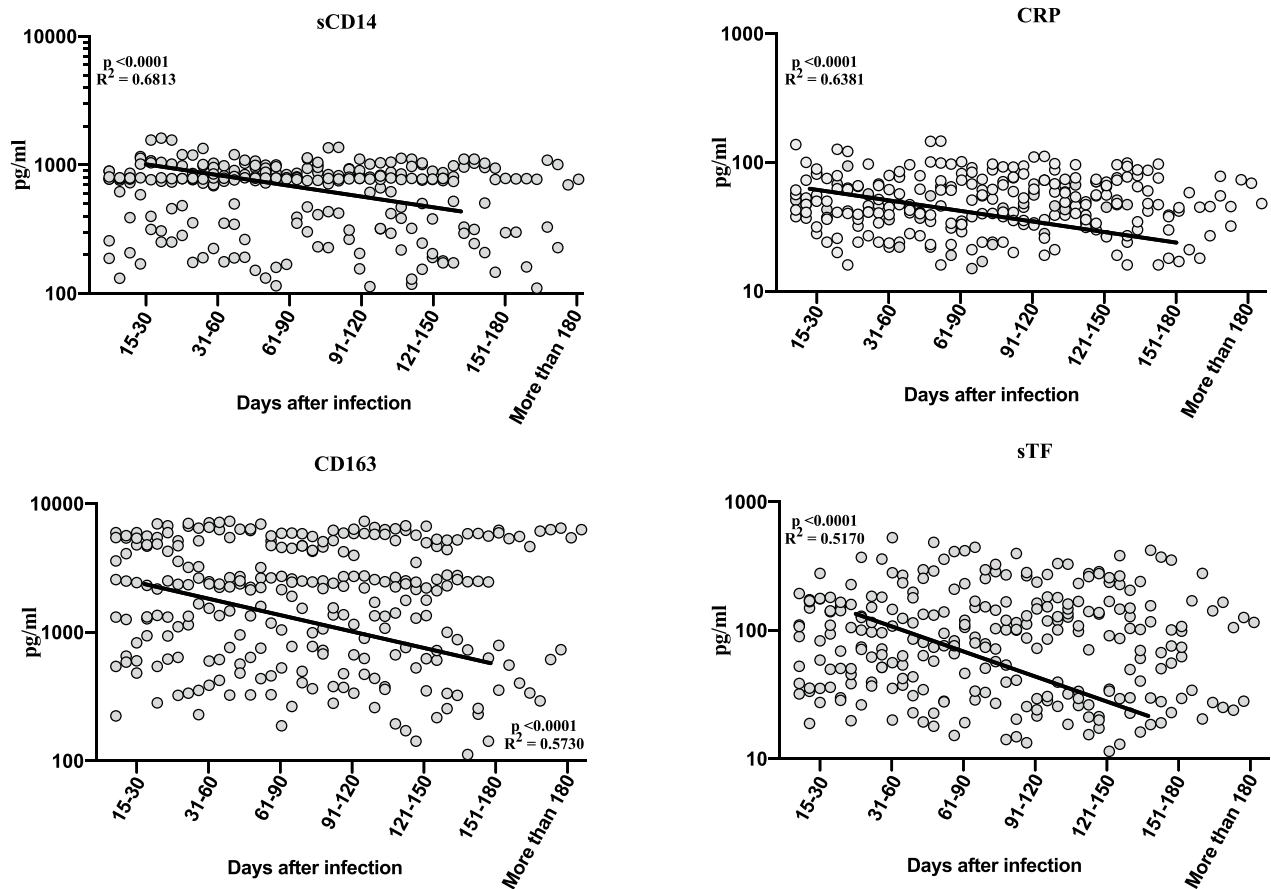 sCD14
10000
1000
100
pg/ml
p <0.0001
R2 = 0.6813
15-30
31-60
61-90
91-120
121-150
151-180
More than 180
Days after infection
CRP
1000
100
10
pg/ml
p <0.0001
R2 = 0.6381
15-30
31-60
61-90
91-120
121-150
151-180
More than 180
Days after infection
CD163
10000
1000
100
pg/ml
p <0.0001
R2 = 0.5730
15-30
31-60
61-90
91-120
121-150
151-180
More than 180
Days after infection
sTF
1000
100
10
pg/ml
p <0.0001
R2 = 0.5170
15-30
31-60
61-90
91-120
121-150
151-180
More than 180
Days after infection